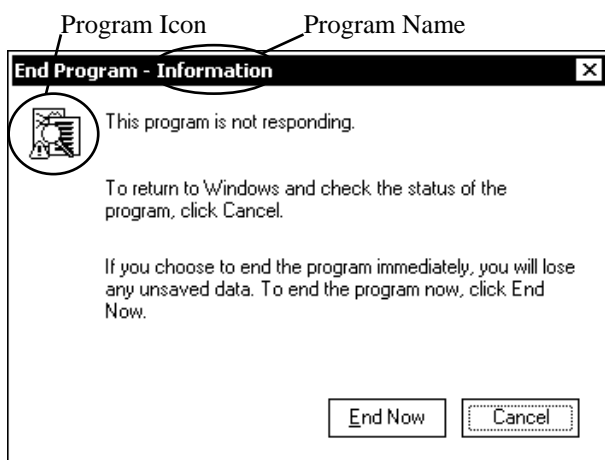 Program Icon Program Name
End Program - Information
This program is not responding.
To return to Windows and check the status of the
program, click Cancel.
If you choose to end the program immediately, you will lose
any unsaved data. To end the program now, click End
Now.
End Now Cancel